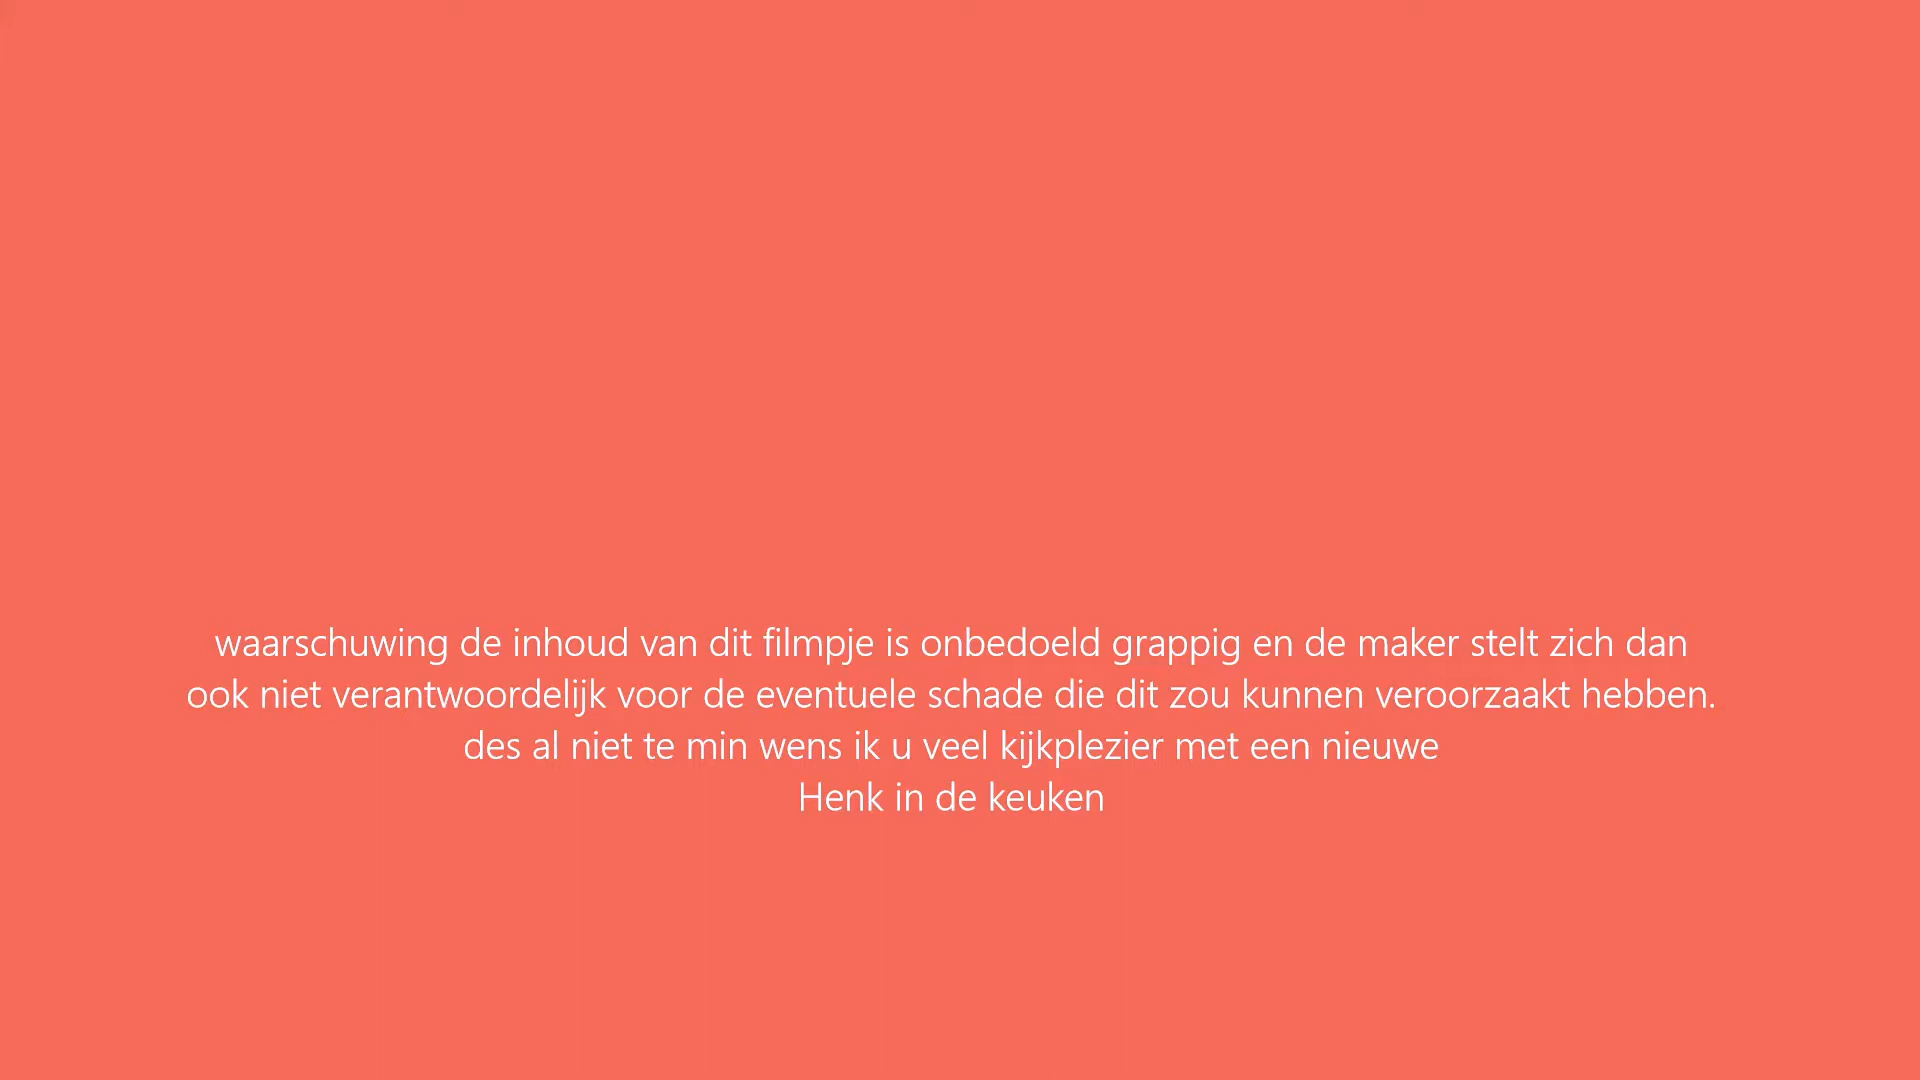 waarschuwing de inhoud van dit filmpje is onbedoeld grappig en de maker stelt zich dan
ook niet verantwoordelijk voor de eventuele schade die dit zou kunnen veroorzaakt hebben.
des al niet te min wens ik u veel kijkplezier met een nieuwe
Henk in de keuken